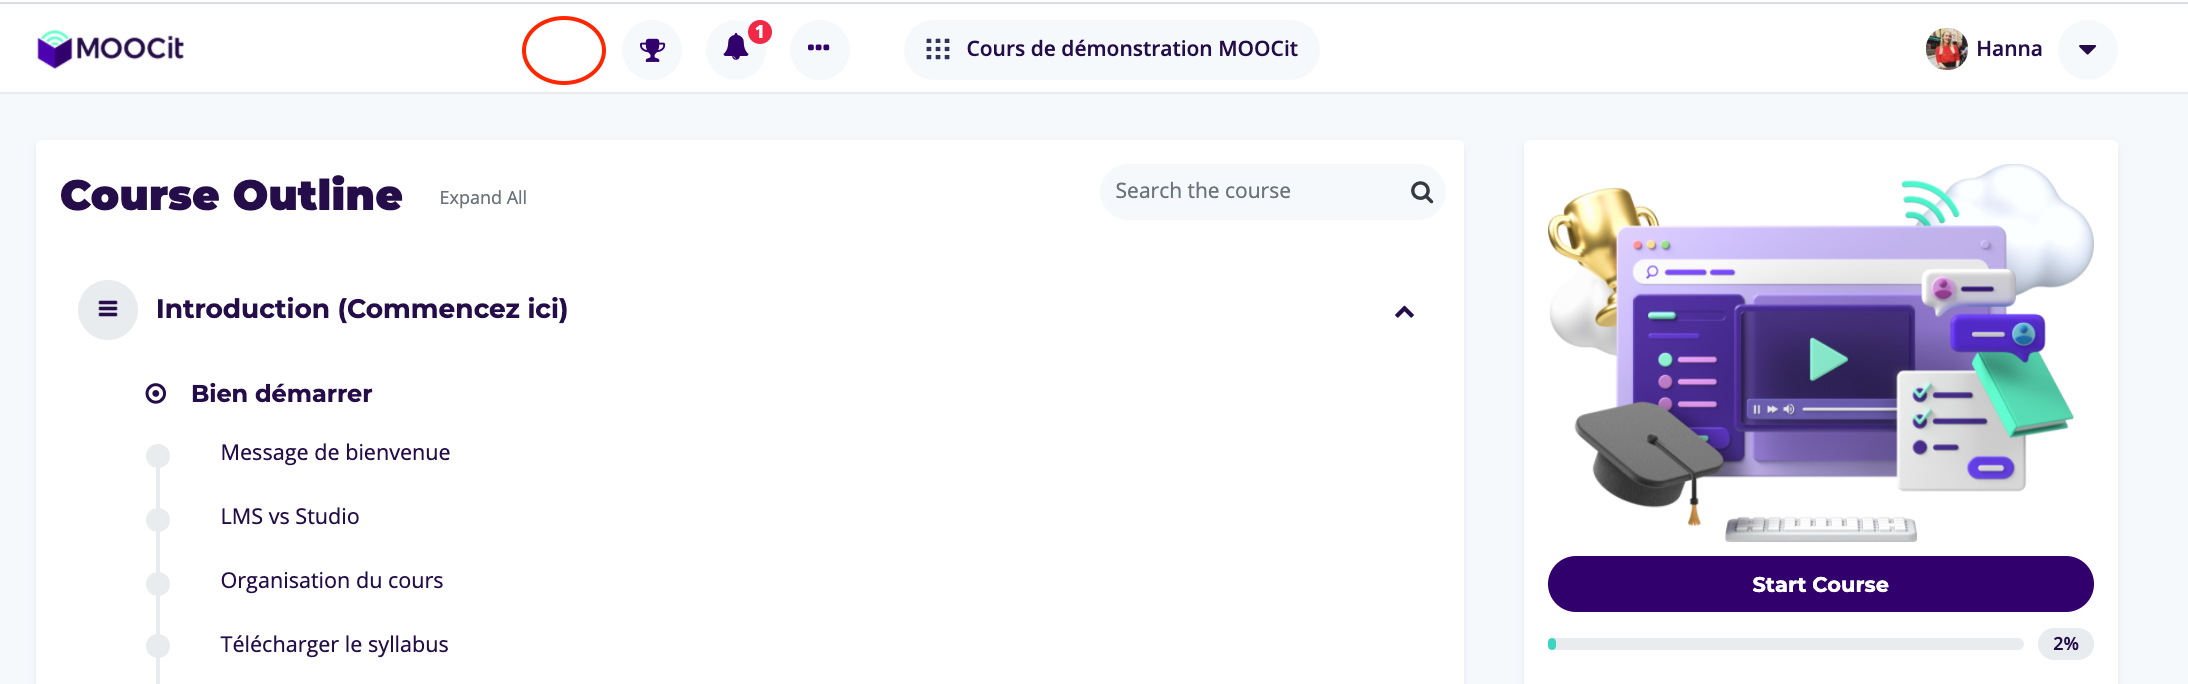 MOOCit
1
Cours de démonstration MOOCit
Hanna
Course Outline
Expand All
Search the course
Introduction (Commencez ici)
Bien démarrer
Message de bienvenue
LMS vs Studio
Organisation du cours
Télécharger le syllabus
Start Course
2%